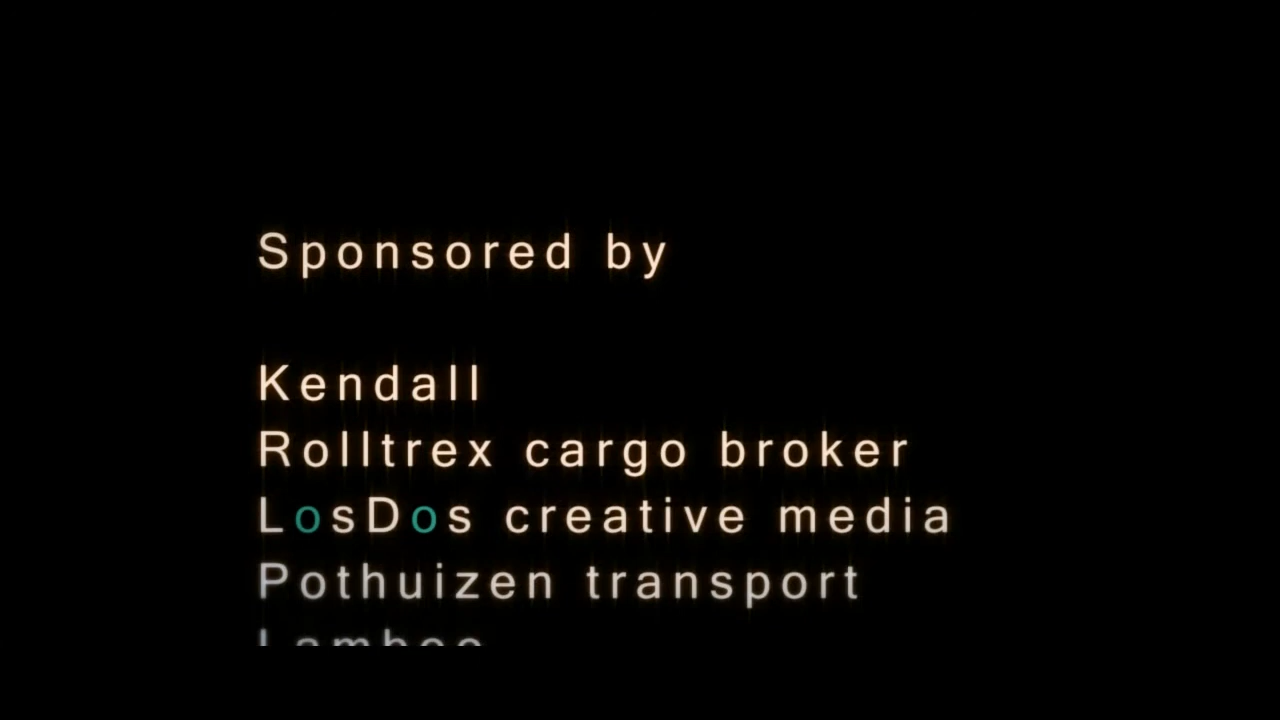 Sponsored by
Kendall
Rolltrex cargo broker
LosDos creative media
Pothuizen transport